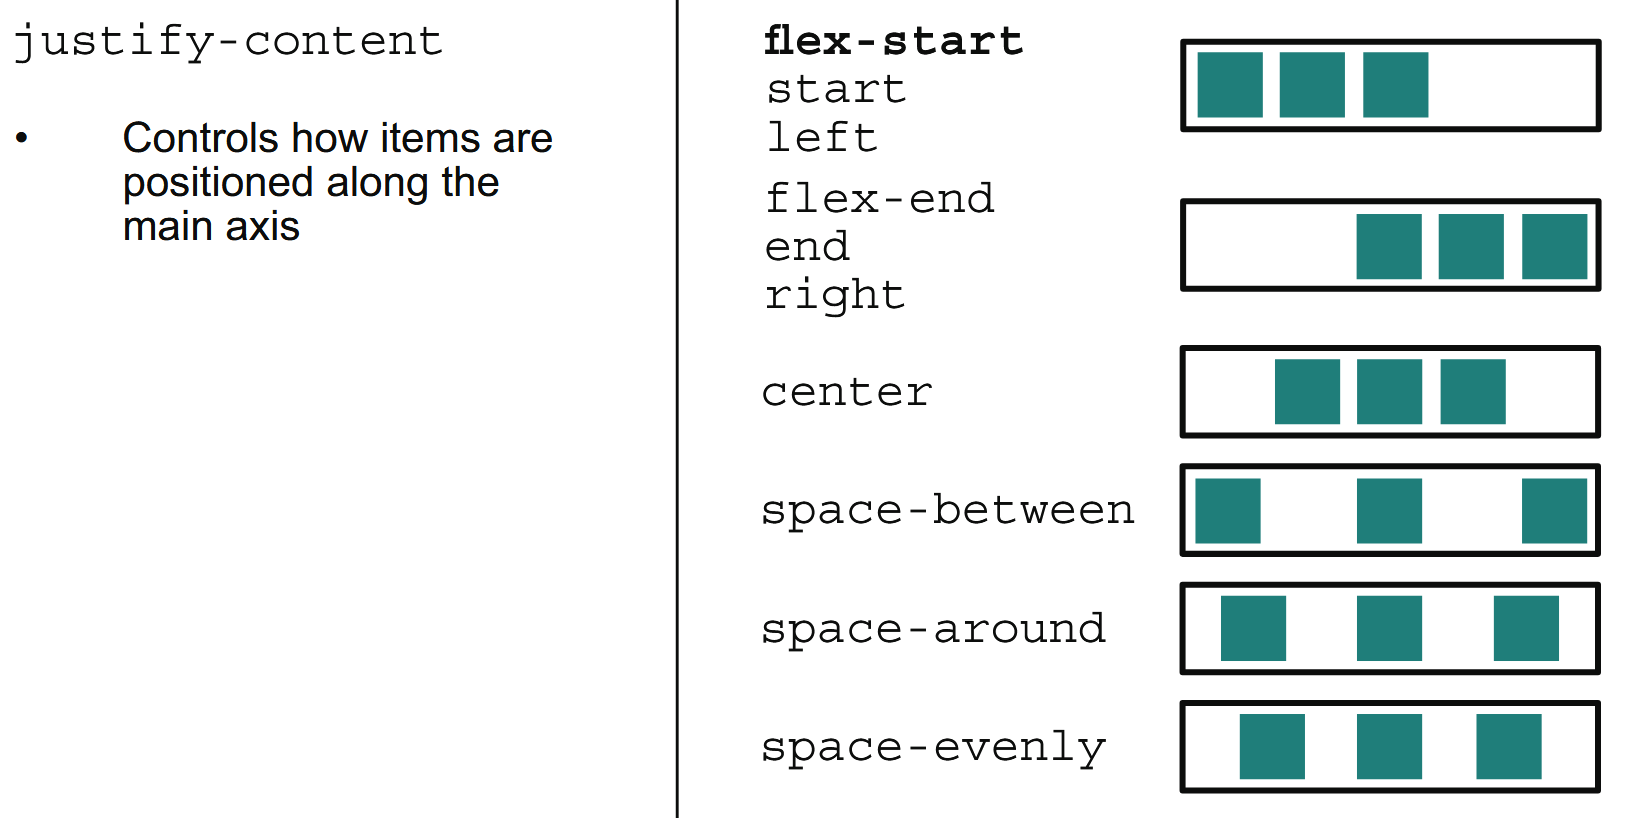 justify-content
• Controls how items are
positioned along the
main axis
flex-start
start
left
flex-end
end
right
center
space-between
space-around
space-evenly